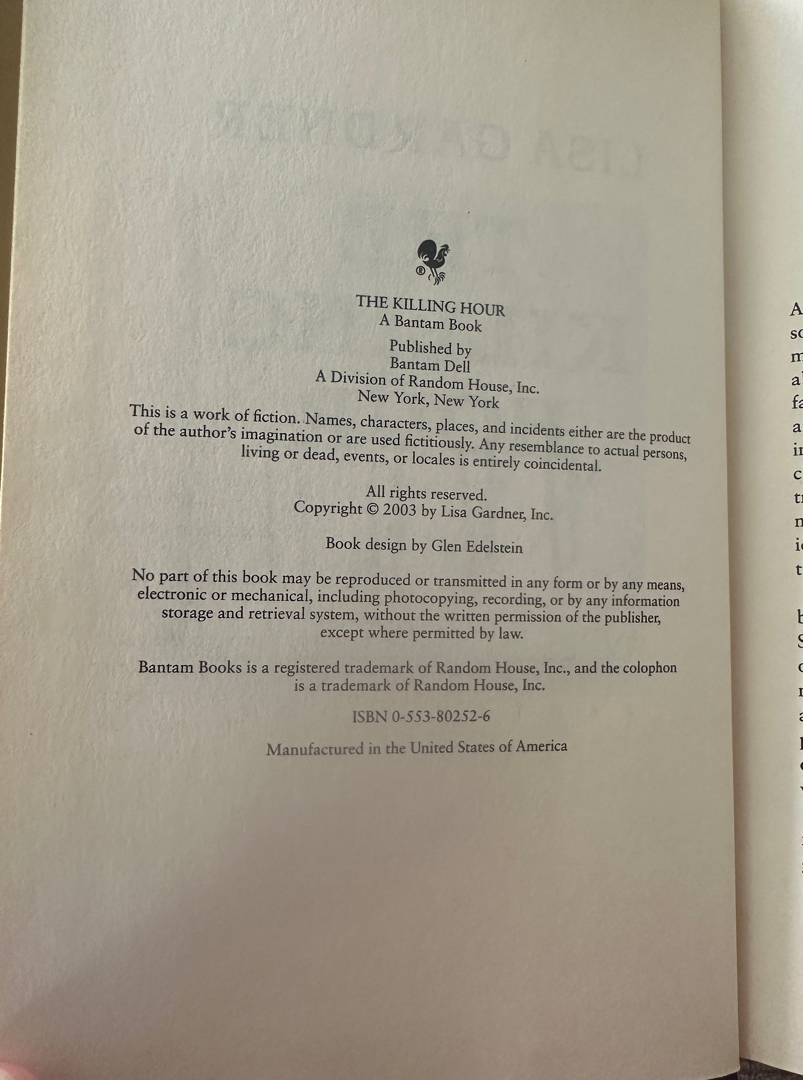 LISA GARDNER
®
THE KILLING HOUR
A Bantam Book
Published by
Bantam Dell
A Division of Random House, Inc.
New York, New York
This is a work of fiction. Names, characters, places, and incidents either are the product
of the author's imagination or are used fictitiously. Any resemblance to actual persons,
living or dead, events, or locales is entirely coincidental.
All rights reserved.
Copyright © 2003 by Lisa Gardner, Inc.
Book design by Glen Edelstein
No part of this book may be reproduced or transmitted in any form or by any means,
electronic or mechanical, including photocopying, recording, or by any information
storage and retrieval system, without the written permission of the publisher,
except where permitted by law.
Bantam Books is a registered trademark of Random House, Inc., and the colophon
is a trademark of Random House, Inc.
ISBN 0-553-80252-6
Manufactured in the United States of America